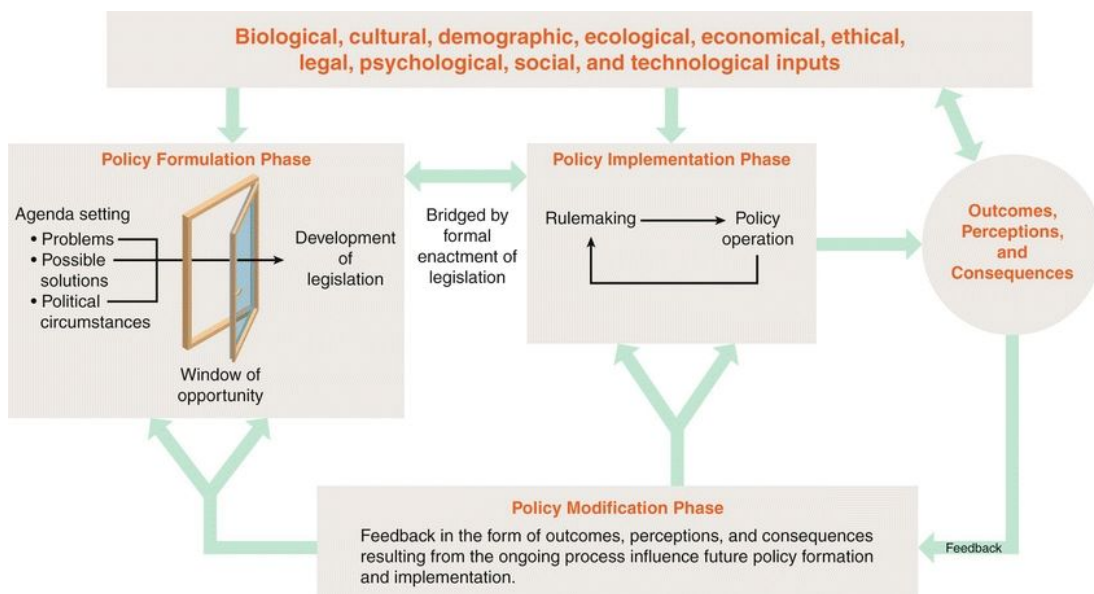 Biological, cultural, demographic, ecological, economical, ethical,
legal, psychological, social, and technological inputs
Policy Formulation Phase
Agenda setting
• Problems
• Possible
solutions
• Political
circumstances
Window of
opportunity
Development
of
legislation
Bridged by
formal
enactment of
legislation
Policy Implementation Phase
Rulemaking
Policy
operation
Outcomes,
Perceptions,
and
Consequences
Policy Modification Phase
Feedback in the form of outcomes, perceptions, and consequences
resulting from the ongoing process influence future policy formation
and implementation.
Feedback